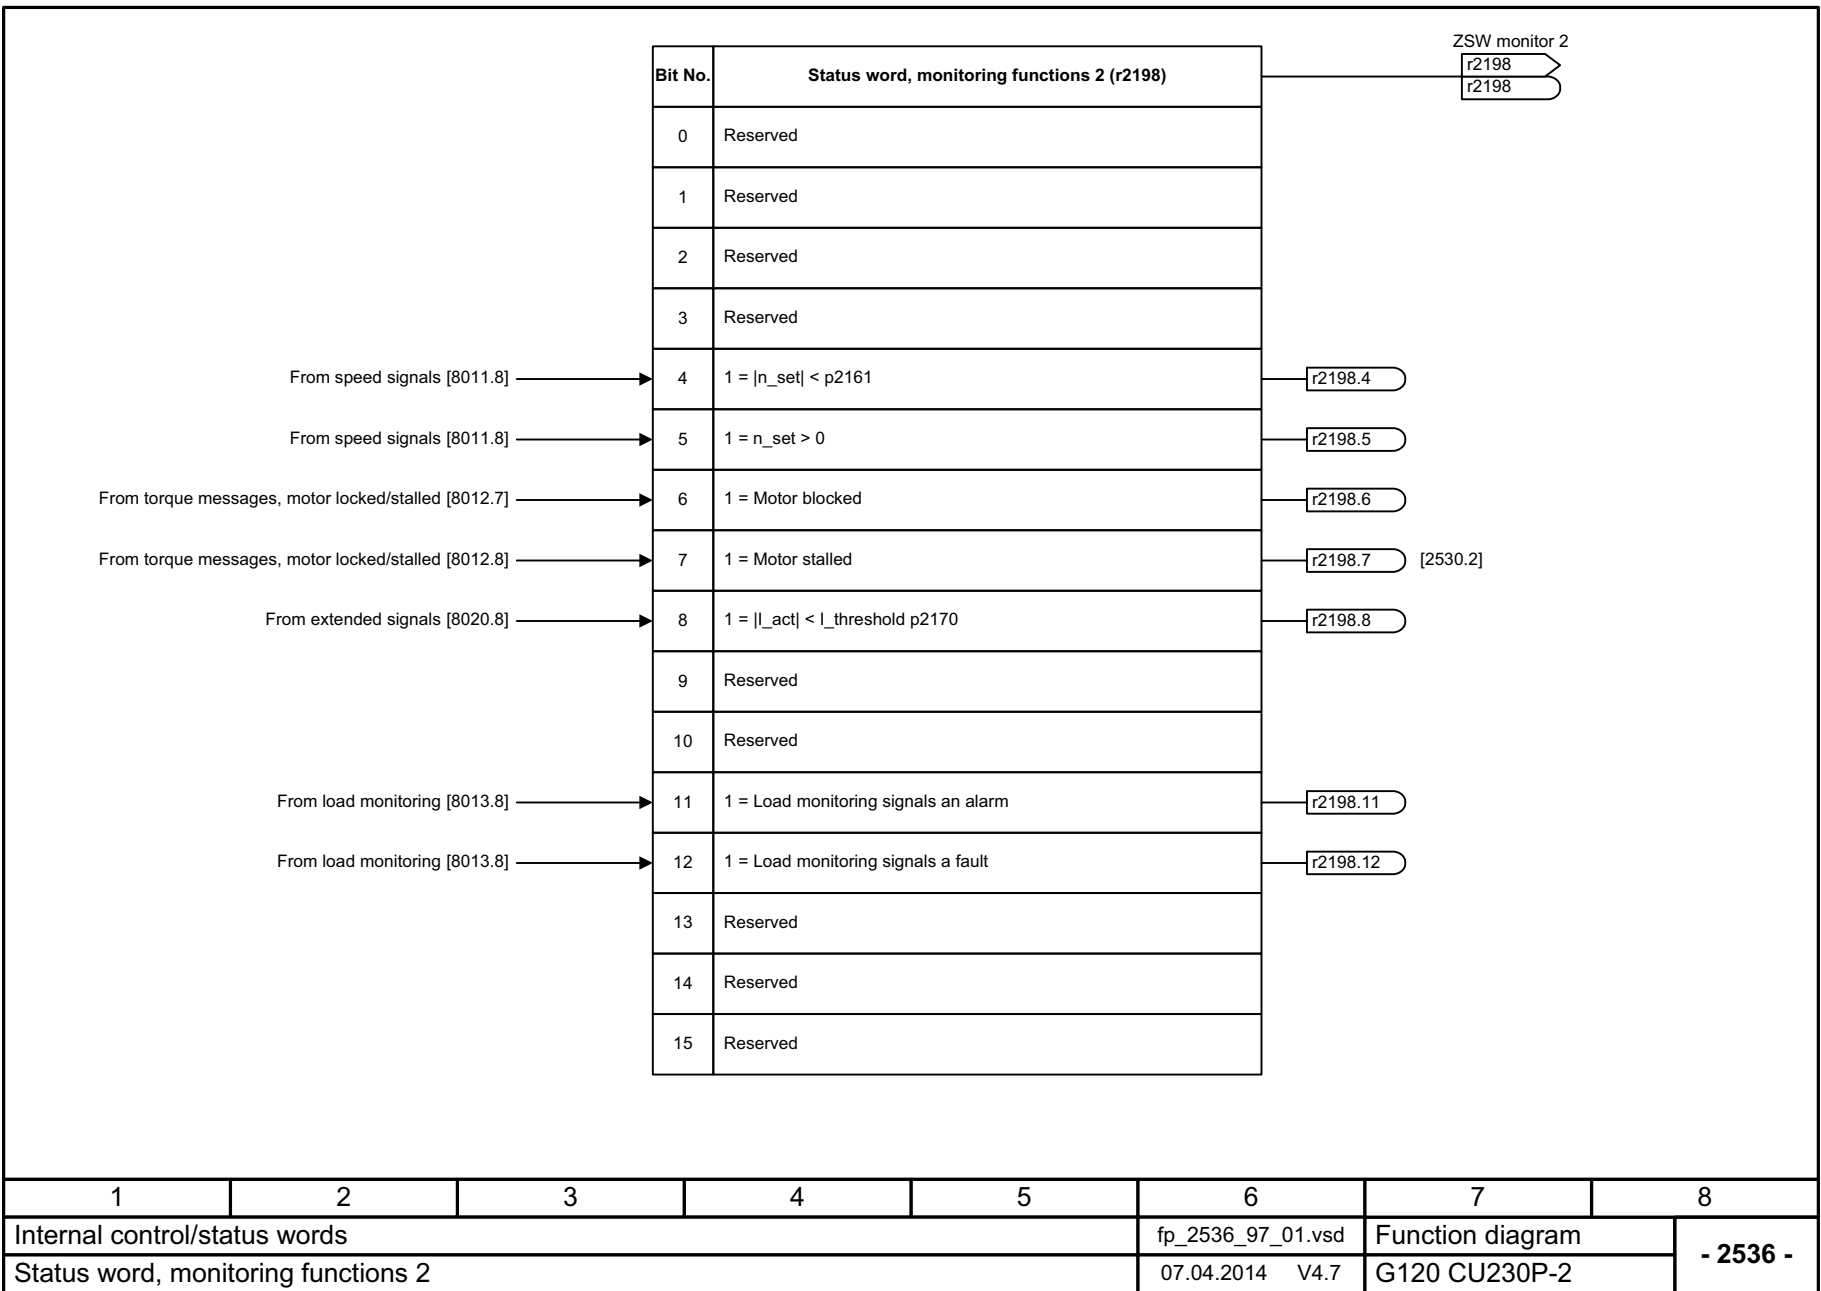 ZSW monitor 2
Bit No. Status word, monitoring functions 2 (r2198) r2198
r2198
0 Reserved
1 Reserved
2 Reserved
3 Reserved
From speed signals [8011.8] 4 1 = |n_set| < p2161 r2198.4
From speed signals [8011.8] 5 1 = n_set > 0 r2198.5
From torque messages, motor locked/stalled [8012.7] 6 1 = Motor blocked r2198.6
From torque messages, motor locked/stalled [8012.8] 7 1 = Motor stalled r2198.7 [2530.2]
From extended signals [8020.8] 8 1 = |I_act| < I_threshold p2170 r2198.8
9 Reserved
10 Reserved
From load monitoring [8013.8] 11 1 = Load monitoring signals an alarm r2198.11
From load monitoring [8013.8] 12 1 = Load monitoring signals a fault r2198.12
13 Reserved
14 Reserved
15 Reserved
1 2 3 4 5 6 7 8
Internal control/status words fp_2536_97_01.vsd Function diagram - 2536 -
Status word, monitoring functions 2 07.04.2014 V4.7 G120 CU230P-2